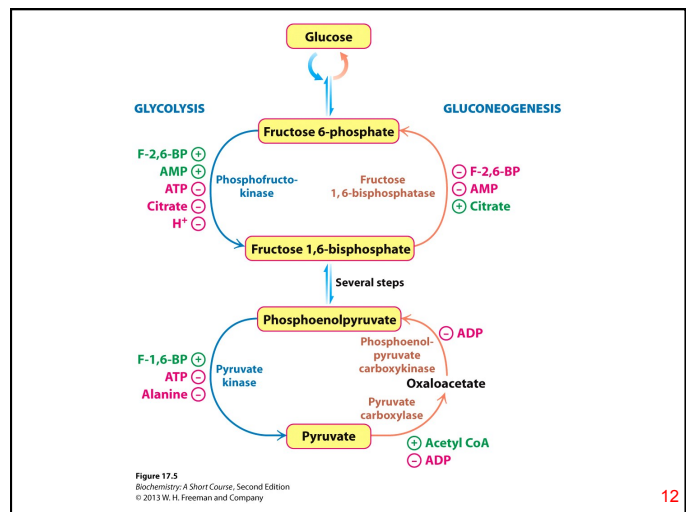 Glucose
GLYCOLYSIS
GLUCONEOGENESIS
Fructose 6-phosphate
F-2,6-BP +
AMP +
ATP −
Citrate −
H⁺ −
Phosphofructo-
kinase
Fructose
1,6-bisphosphatase
− F-2,6-BP
− AMP
+ Citrate
Fructose 1,6-bisphosphate
Several steps
Phosphoenolpyruvate
− ADP
F-1,6-BP +
ATP −
Alanine −
Pyruvate
kinase
Phosphoenol-
pyruvate
carboxykinase
Oxaloacetate
Pyruvate
carboxylase
Pyruvate
+ Acetyl CoA
− ADP
Figure 17.5
Biochemistry: A Short Course, Second Edition
© 2013 W. H. Freeman and Company
12